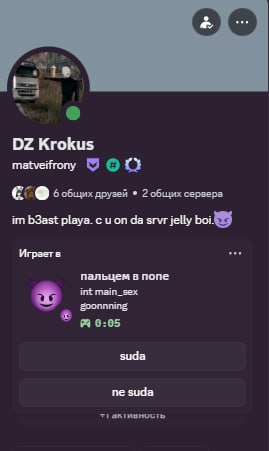 DZ Krokus
matveifrony #
6 общих друзей • 2 общих сервера
im b3ast playa. c u on da srvr jelly boi.😈
Играет в
пальцем в попе
int main_sex
goonnning
0:05
suda
ne suda
+1 активность